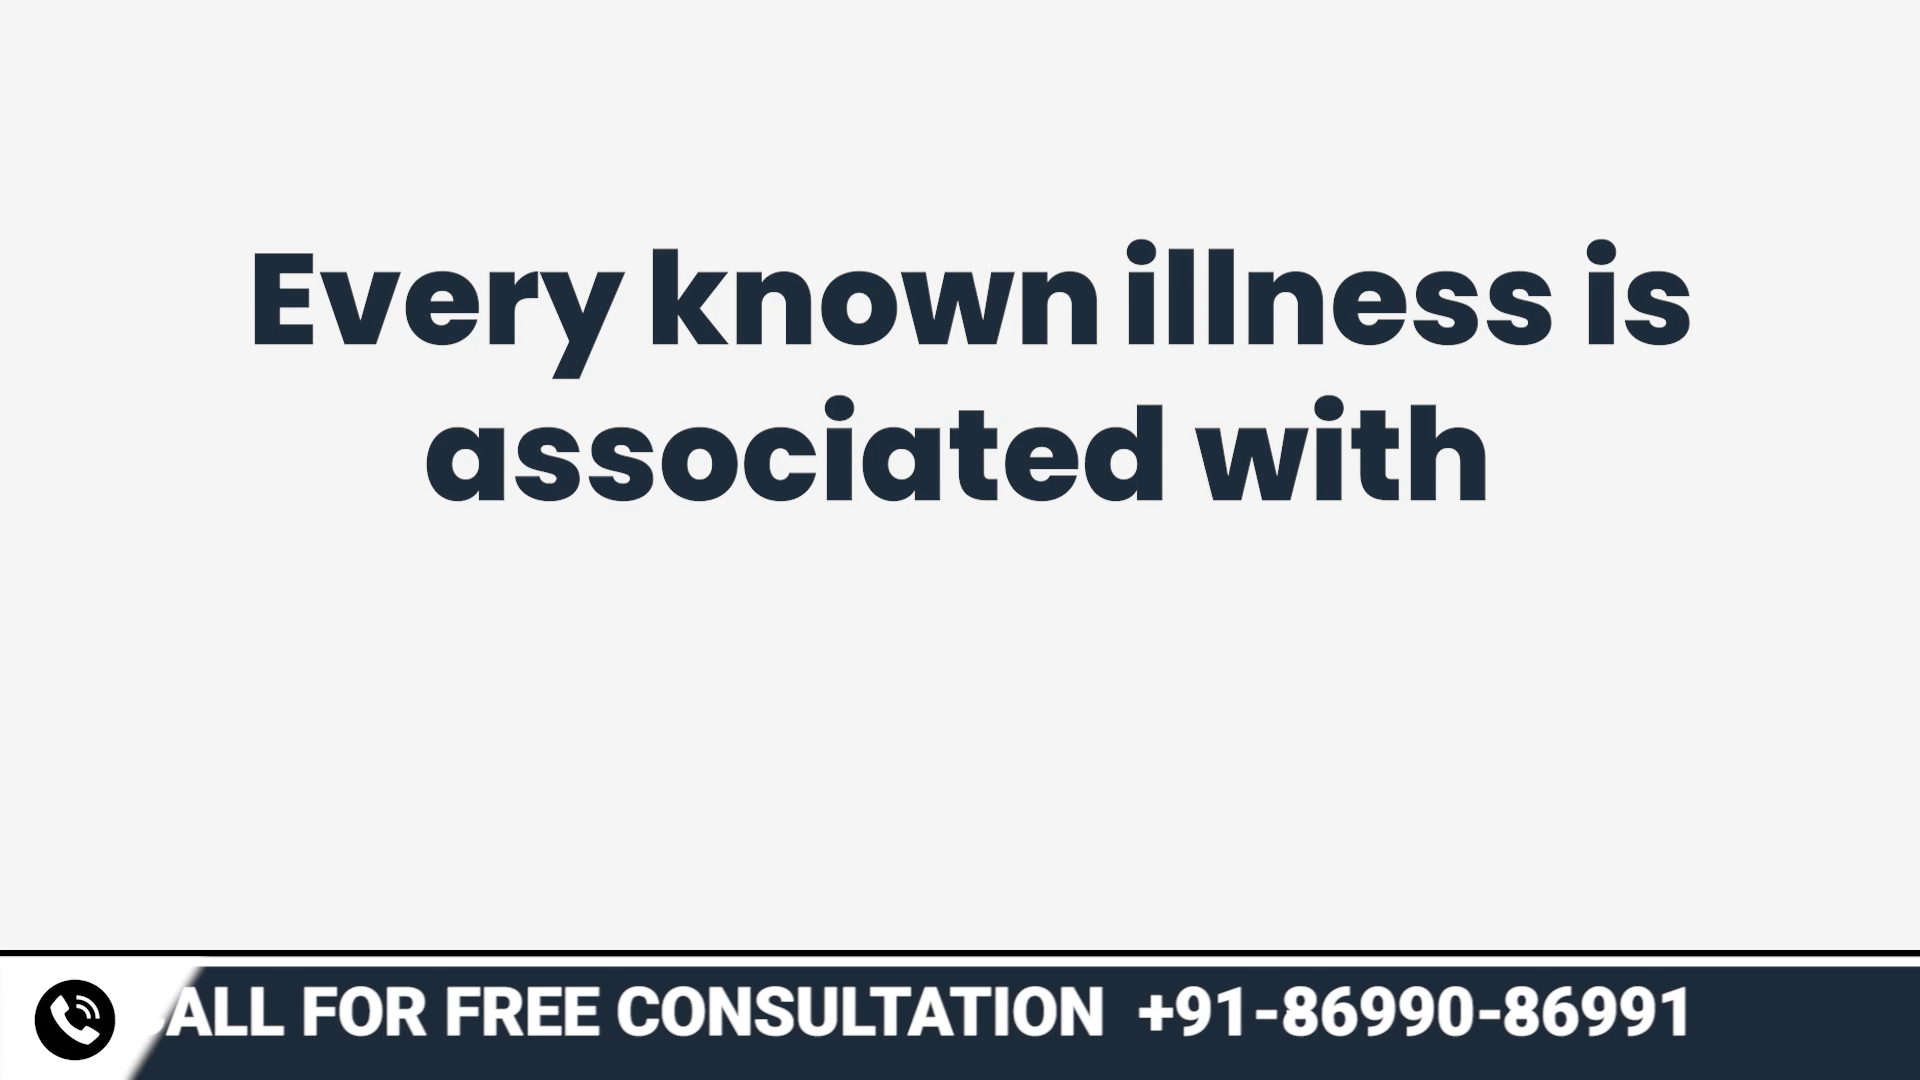 Every known illness is
associated with
ALL FOR FREE CONSULTATION +91-86990-86991